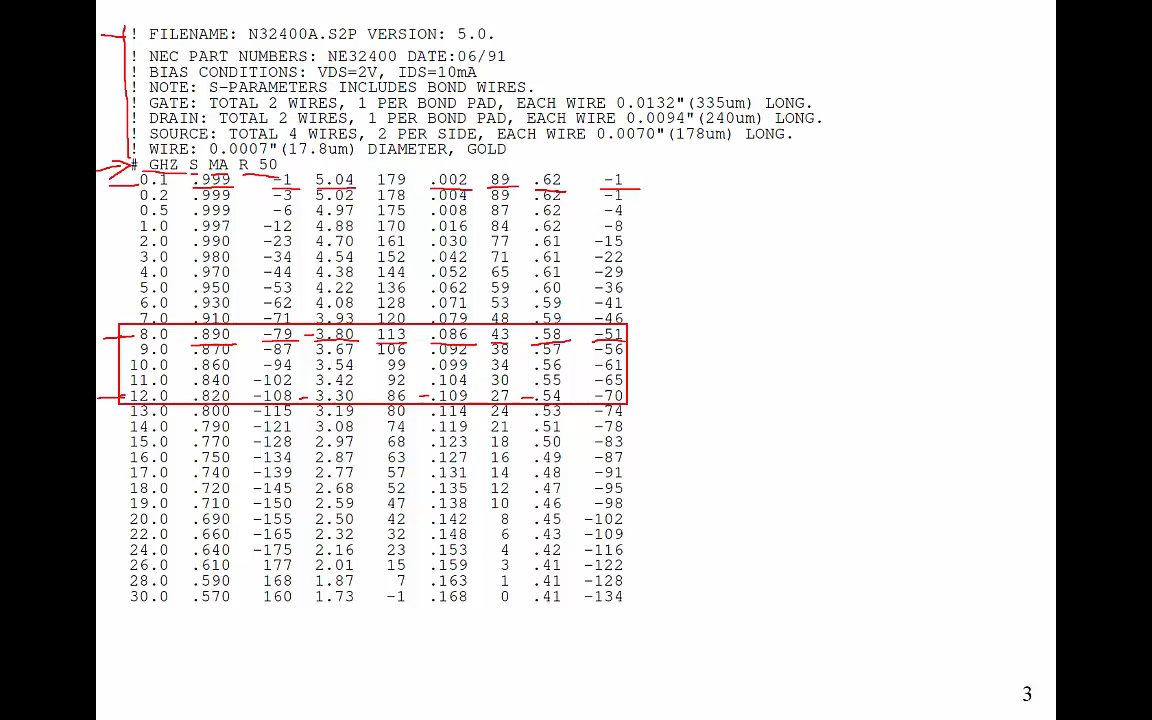 ! FILENAME: N32400A.S2P VERSION: 5.0.
! NEC PART NUMBERS: NE32400 DATE:06/91
! BIAS CONDITIONS: VDS=2V, IDS=10mA
! NOTE: S-PARAMETERS INCLUDES BOND WIRES.
! GATE: TOTAL 2 WIRES, 1 PER BOND PAD, EACH WIRE 0.0132"(335um) LONG.
! DRAIN: TOTAL 2 WIRES, 1 PER BOND PAD, EACH WIRE 0.0094"(240um) LONG.
! SOURCE: TOTAL 4 WIRES, 2 PER SIDE, EACH WIRE 0.0070"(178um) LONG.
! WIRE: 0.0007"(17.8um) DIAMETER, GOLD
# GHZ S MA R 50
0.1 .999 -1 5.04 179 .002 89 .62 -1
0.2 .999 -3 5.02 178 .004 89 .62 -1
0.5 .999 -6 4.97 175 .008 87 .62 -4
1.0 .997 -12 4.88 170 .016 84 .62 -8
2.0 .990 -23 4.70 161 .030 77 .61 -15
3.0 .980 -34 4.54 152 .042 71 .61 -22
4.0 .970 -44 4.38 144 .052 65 .61 -29
5.0 .950 -53 4.22 136 .062 59 .60 -36
6.0 .930 -62 4.08 128 .071 53 .59 -41
7.0 .910 -71 3.93 120 .079 48 .59 -46
8.0 .890 -79 3.80 113 .086 43 .58 -51
9.0 .870 -87 3.67 106 .092 38 .57 -56
10.0 .860 -94 3.54 99 .099 34 .56 -61
11.0 .840 -102 3.42 92 .104 30 .55 -65
12.0 .820 -108 3.30 86 .109 27 .54 -70
13.0 .800 -115 3.19 80 .114 24 .53 -74
14.0 .790 -121 3.08 74 .119 21 .51 -78
15.0 .770 -128 2.97 68 .123 18 .50 -83
16.0 .750 -134 2.87 63 .127 16 .49 -87
17.0 .740 -139 2.77 57 .131 14 .48 -91
18.0 .720 -145 2.68 52 .135 12 .47 -95
19.0 .710 -150 2.59 47 .138 10 .46 -98
20.0 .690 -155 2.50 42 .142 8 .45 -102
22.0 .660 -165 2.32 32 .148 6 .43 -109
24.0 .640 -175 2.16 23 .153 4 .42 -116
26.0 .610 177 2.01 15 .159 3 .41 -122
28.0 .590 168 1.87 7 .163 1 .41 -128
30.0 .570 160 1.73 -1 .168 0 .41 -134
3